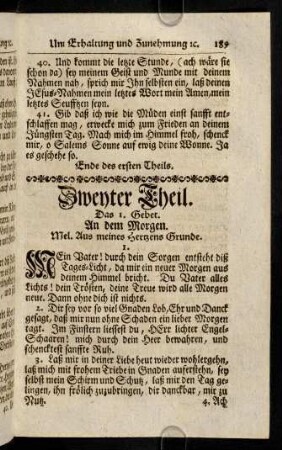 Um Erhaltung und Zunehmung ꝛc. 189
40. Und kommt die letzte Stunde, (ach wäre sie
schon da) sey meinem Geist und Munde mit deinem
Nahmen nah, sprich mir Ihn selbsten ein, laß deinen
JEsus-Nahmen mein letztes Wort mein Amen, mein
letztes Seufftzen seyn.
41. Gib daß ich wie die Müden einst sanfft ent-
schlaffen mag, erwecke mich zum Frieden an deinem
Jüngsten Tag. Mach mich im Himmel froh, schenck
mir, o Salems Sonne auf ewig deine Wonne. Ja
es geschehe so.
Ende des ersten Theils.
Zweyter Theil.
Das 1. Gebet.
An dem Morgen.
Mel. Aus meines Hertzens Grunde.
1.
MEin Vater! durch dein Sorgen entsteht diß
Tages-Licht, da mir ein neuer Morgen aus
deinem Himmel bricht. Du Vater alles
Lichts! dein Trösten, deine Treue wird alle Morgen
neue. Dann ohne dich ist nichts.
2. Dir sey vor so viel Gnaden Lob, Ehr und Danck
gesagt, daß mir nun ohne Schaden ein lieber Morgen
tagt. Im Finstern liessest du, HErr lichter Engel-
Schaaren! mich durch dein Heer bewahren, und
schencktest sanffte Ruh.
3. Laß mir in deiner Liebe heut wieder wohlergehn,
laß mich mit frohem Triebe in Gnaden auferstehn, sey
selbst mein Schirm und Schutz, laß mir den Tag ge-
lingen, ihn frölich zuzubringen, dir danckbar, mir zu
Nutz. 4. Ach